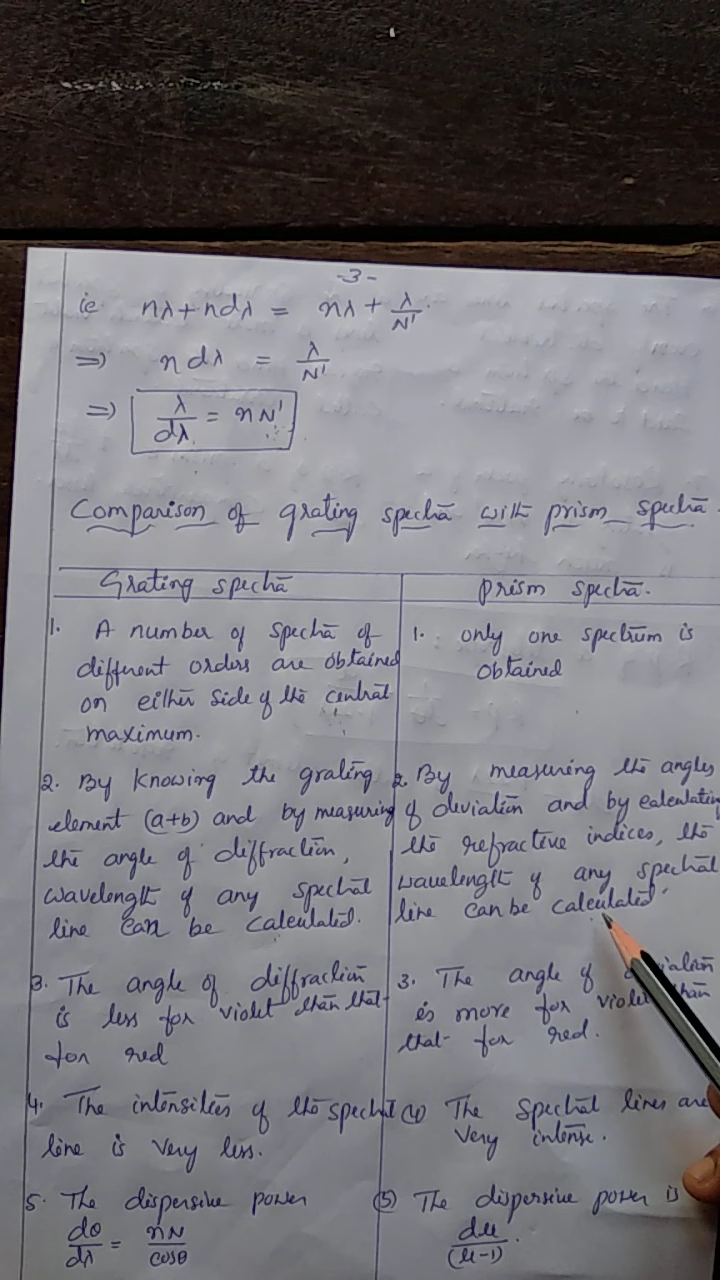 -3-
ie nλ+ndλ = nλ + λ/N'.
⇒ ndλ = λ/N'
⇒ λ/dλ = nN'
Comparison of grating spectra with prism spectra.
Grating spectra
1. A number of spectra of
different orders are obtained
on either side of the central
maximum.
2. By knowing the grating
element (a+b) and by measuring
the angle of diffraction,
wavelength of any spectral
line can be calculated.
3. The angle of diffraction
is less for violet than that
for red
4. The intensities of the spectral
line is very less.
5. The dispersive power
dθ/dλ = nN/cosθ
prism spectra.
1. only one spectrum is
obtained
2. By measuring the angles
of deviation and by calculating
the refractive indices, the
wavelength of any spectral
line can be calculated.
3. The angle of
is more for violet than
that for red.
(4) The spectral lines are
very intense.
(5) The dispersive power is
dμ/(μ-1).